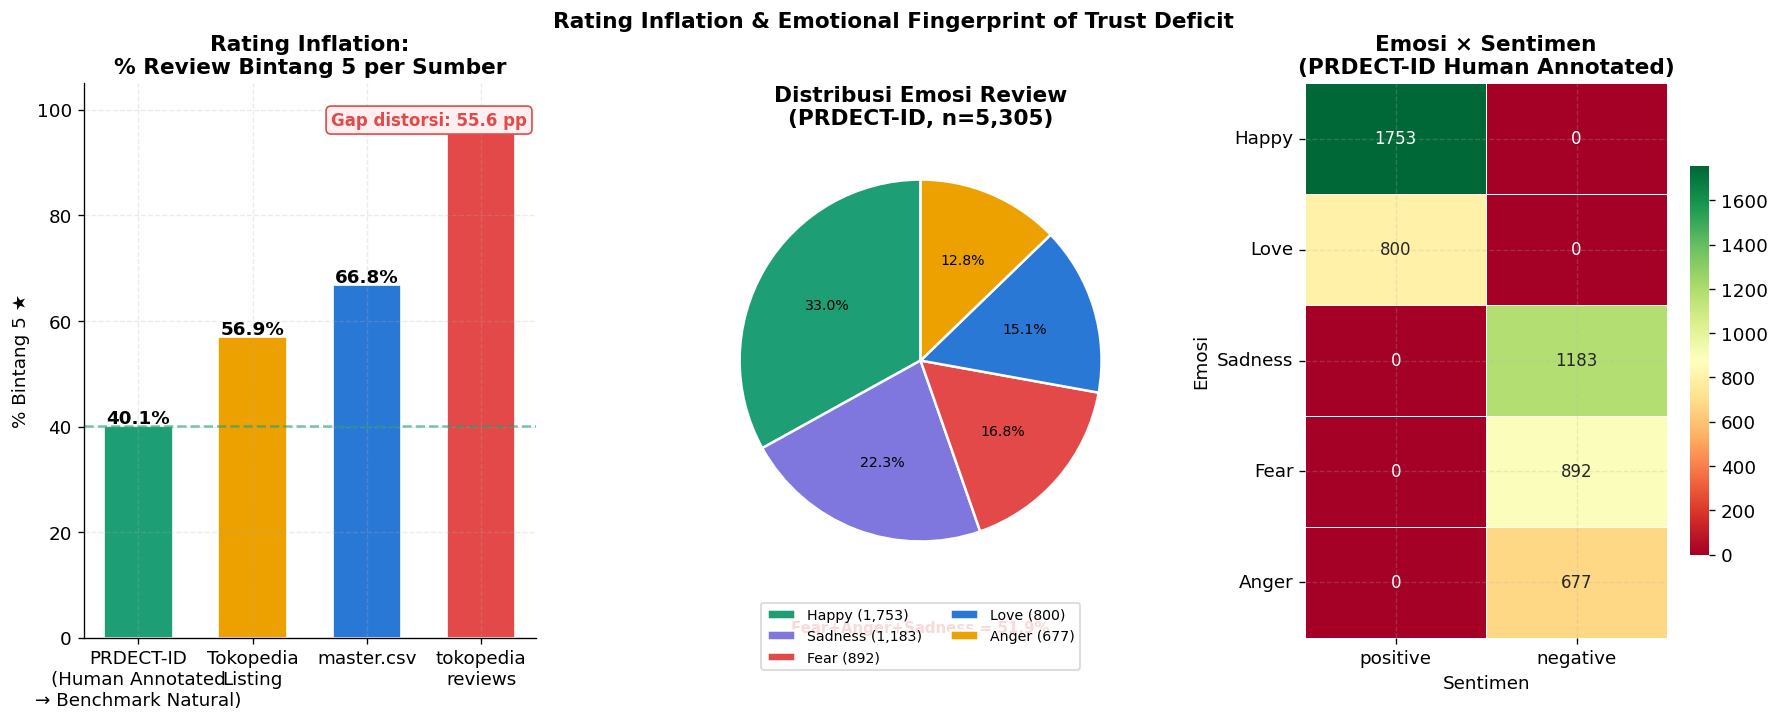 Rating Inflation & Emotional Fingerprint of Trust Deficit
Rating Inflation:
% Review Bintang 5 per Sumber
% Bintang 5 ★
100
80
60
40
20
0
Gap distorsi: 55.6 pp
40.1%
56.9%
66.8%
PRDECT-ID
(Human Annotated
→ Benchmark Natural)
Tokopedia
Listing
master.csv
tokopedia
reviews
Distribusi Emosi Review
(PRDECT-ID, n=5,305)
33.0%
22.3%
16.8%
15.1%
12.8%
Fear+Anger+Sadness = 51.9%
Happy (1,753)
Sadness (1,183)
Fear (892)
Love (800)
Anger (677)
Emosi × Sentimen
(PRDECT-ID Human Annotated)
Emosi
Happy
1753
0
Love
800
0
Sadness
0
1183
Fear
0
892
Anger
0
677
positive
negative
Sentimen
1600
1400
1200
1000
800
600
400
200
0